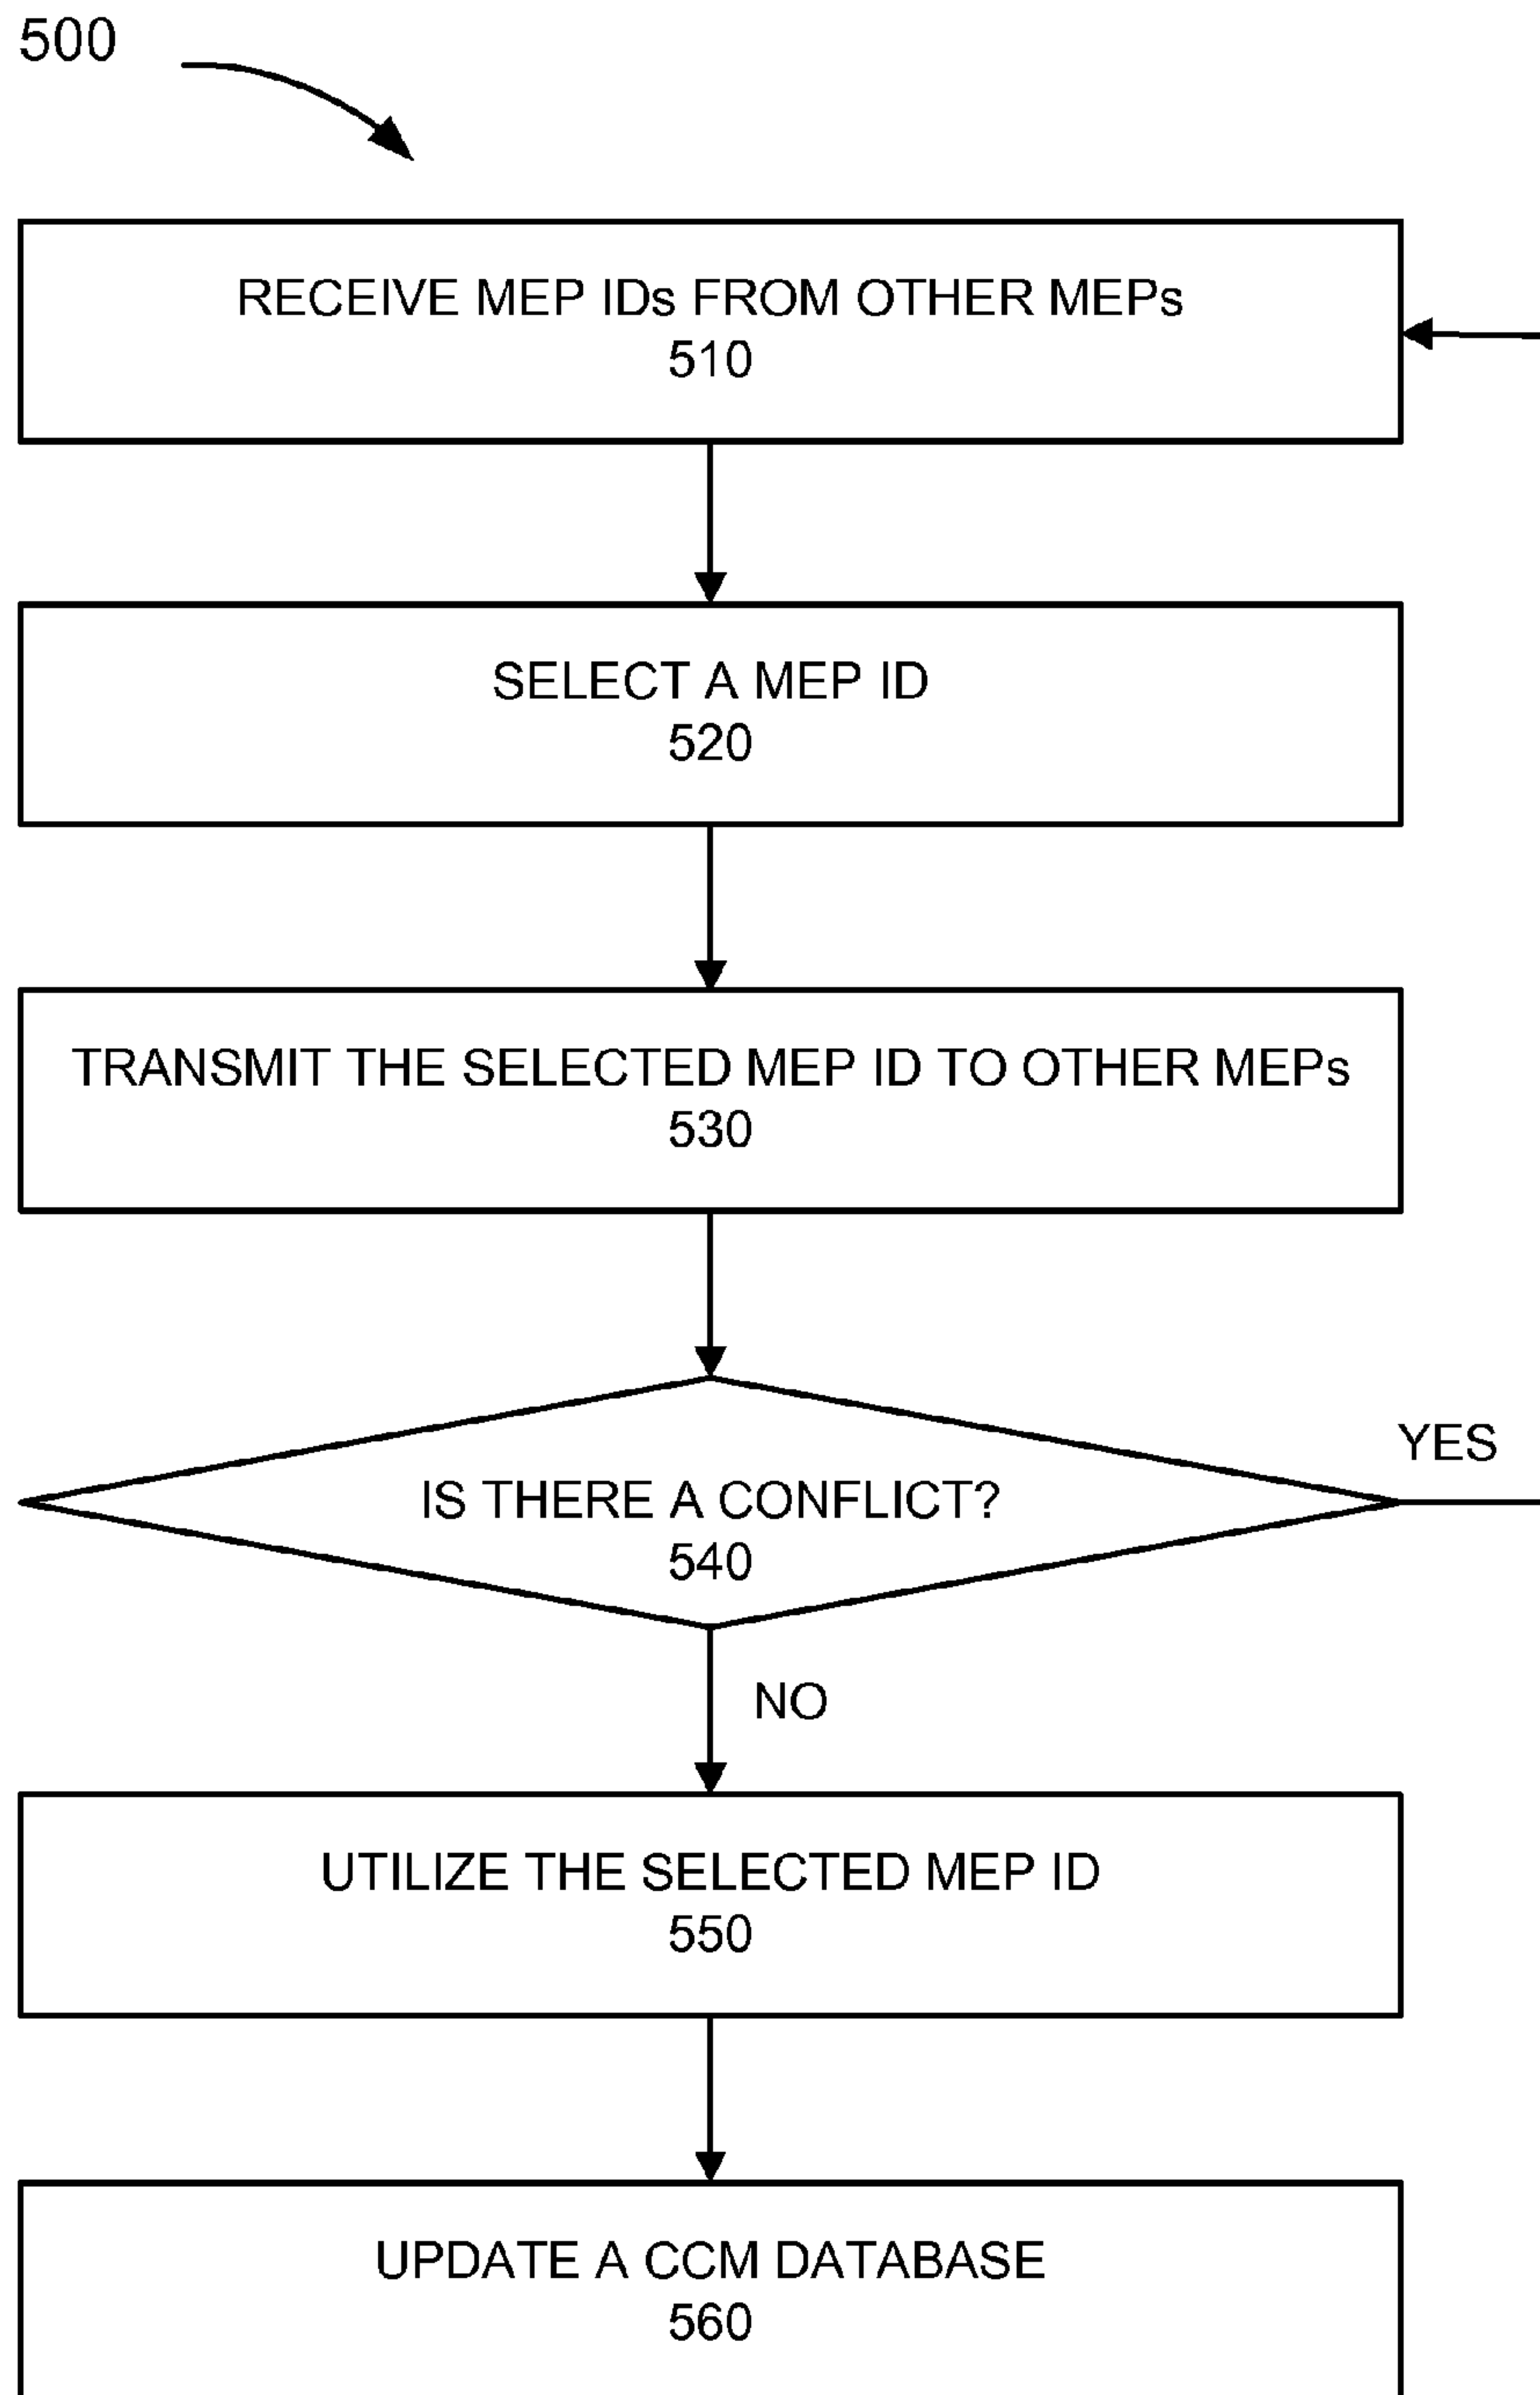 500
RECEIVE MEP IDs FROM OTHER MEPs
510
SELECT A MEP ID
520
TRANSMIT THE SELECTED MEP ID TO OTHER MEPs
530
YES
IS THERE A CONFLICT?
540
NO
UTILIZE THE SELECTED MEP ID
550
UPDATE A CCM DATABASE
560